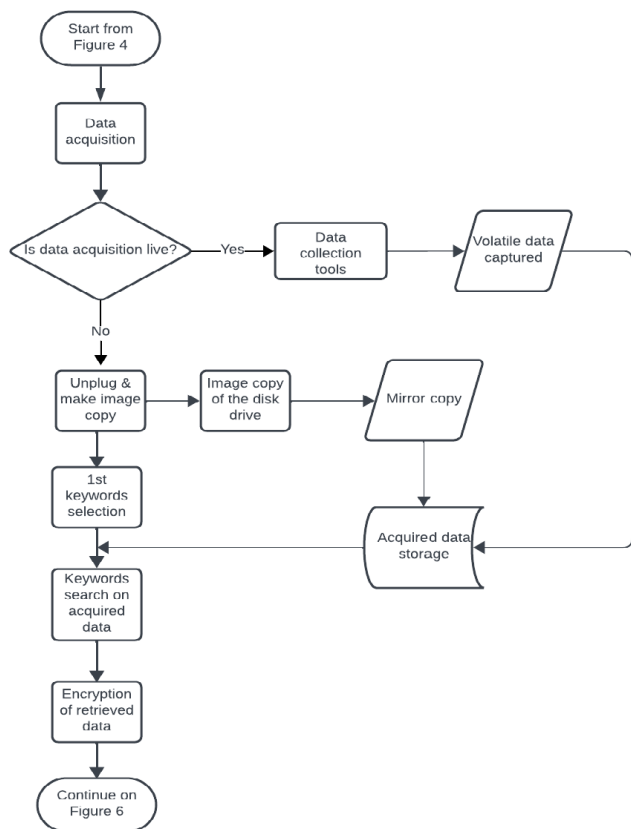 Start from
Figure 4
Data
acquisition
Is data acquisition live?
Yes
Data
collection
tools
Volatile data
captured
No
Unplug &
make image
copy
Image copy
of the disk
drive
Mirror copy
1st
keywords
selection
Acquired data
storage
Keywords
search on
acquired
data
Encryption
of retrieved
data
Continue on
Figure 6